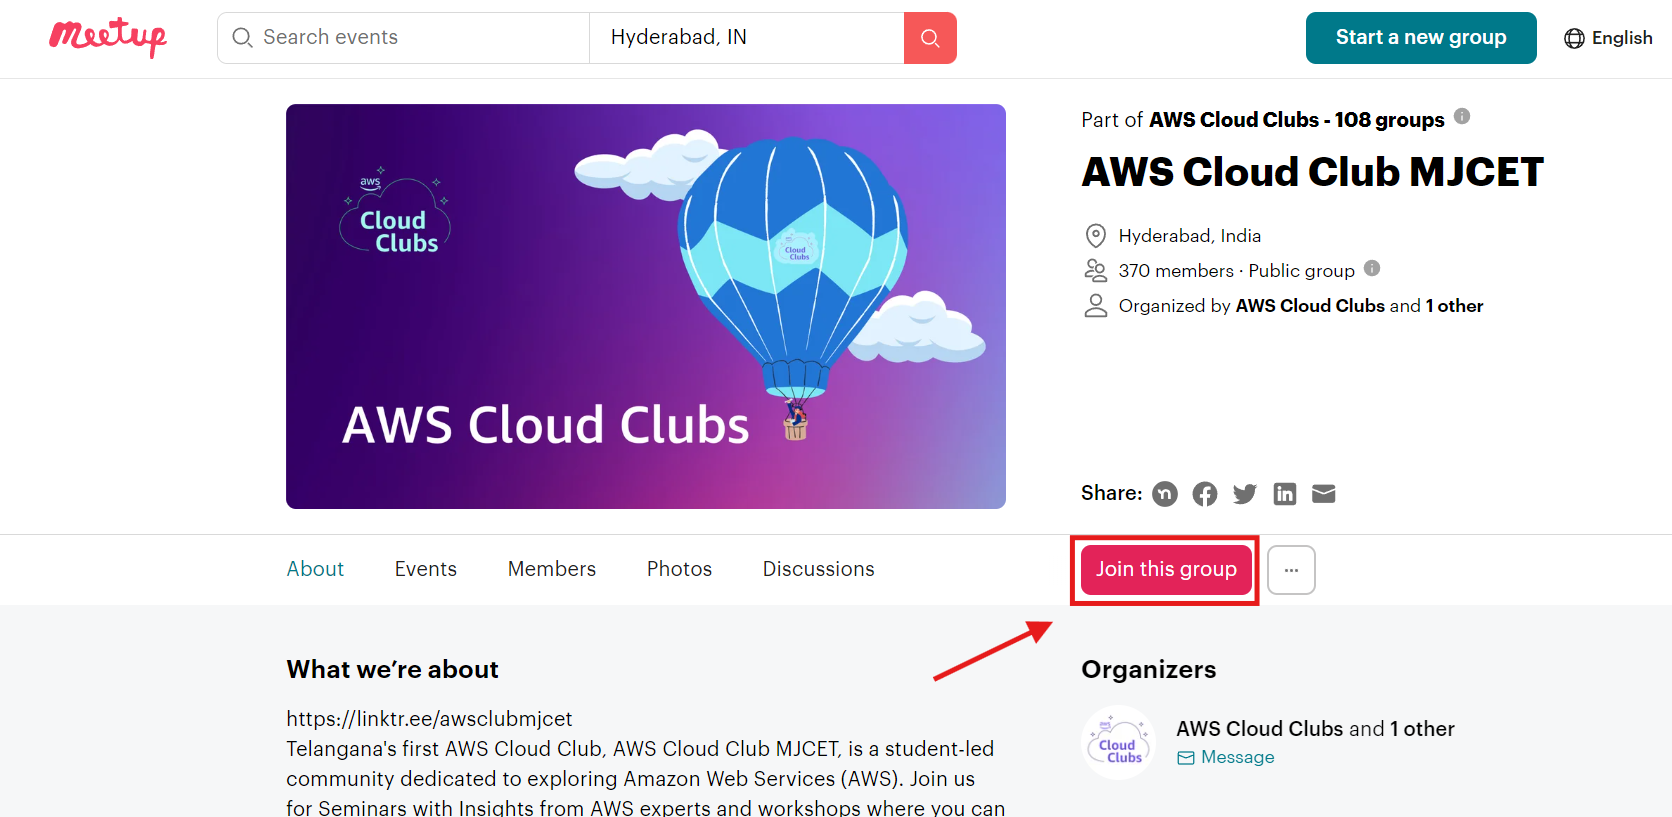 Meetup
Search events
Hyderabad, IN
Start a new group
English
aws
Cloud
Clubs
Cloud
Clubs
AWS Cloud Clubs
Part of AWS Cloud Clubs - 108 groups
AWS Cloud Club MJCET
Hyderabad, India
370 members · Public group
Organized by AWS Cloud Clubs and 1 other
Share:
About
Events
Members
Photos
Discussions
Join this group
...
What we’re about
https://linktr.ee/awsclubmjcet
Telangana's first AWS Cloud Club, AWS Cloud Club MJCET, is a student-led
community dedicated to exploring Amazon Web Services (AWS). Join us
for Seminars with Insights from AWS experts and workshops where you can
Organizers
aws
Cloud
Clubs
AWS Cloud Clubs and 1 other
Message